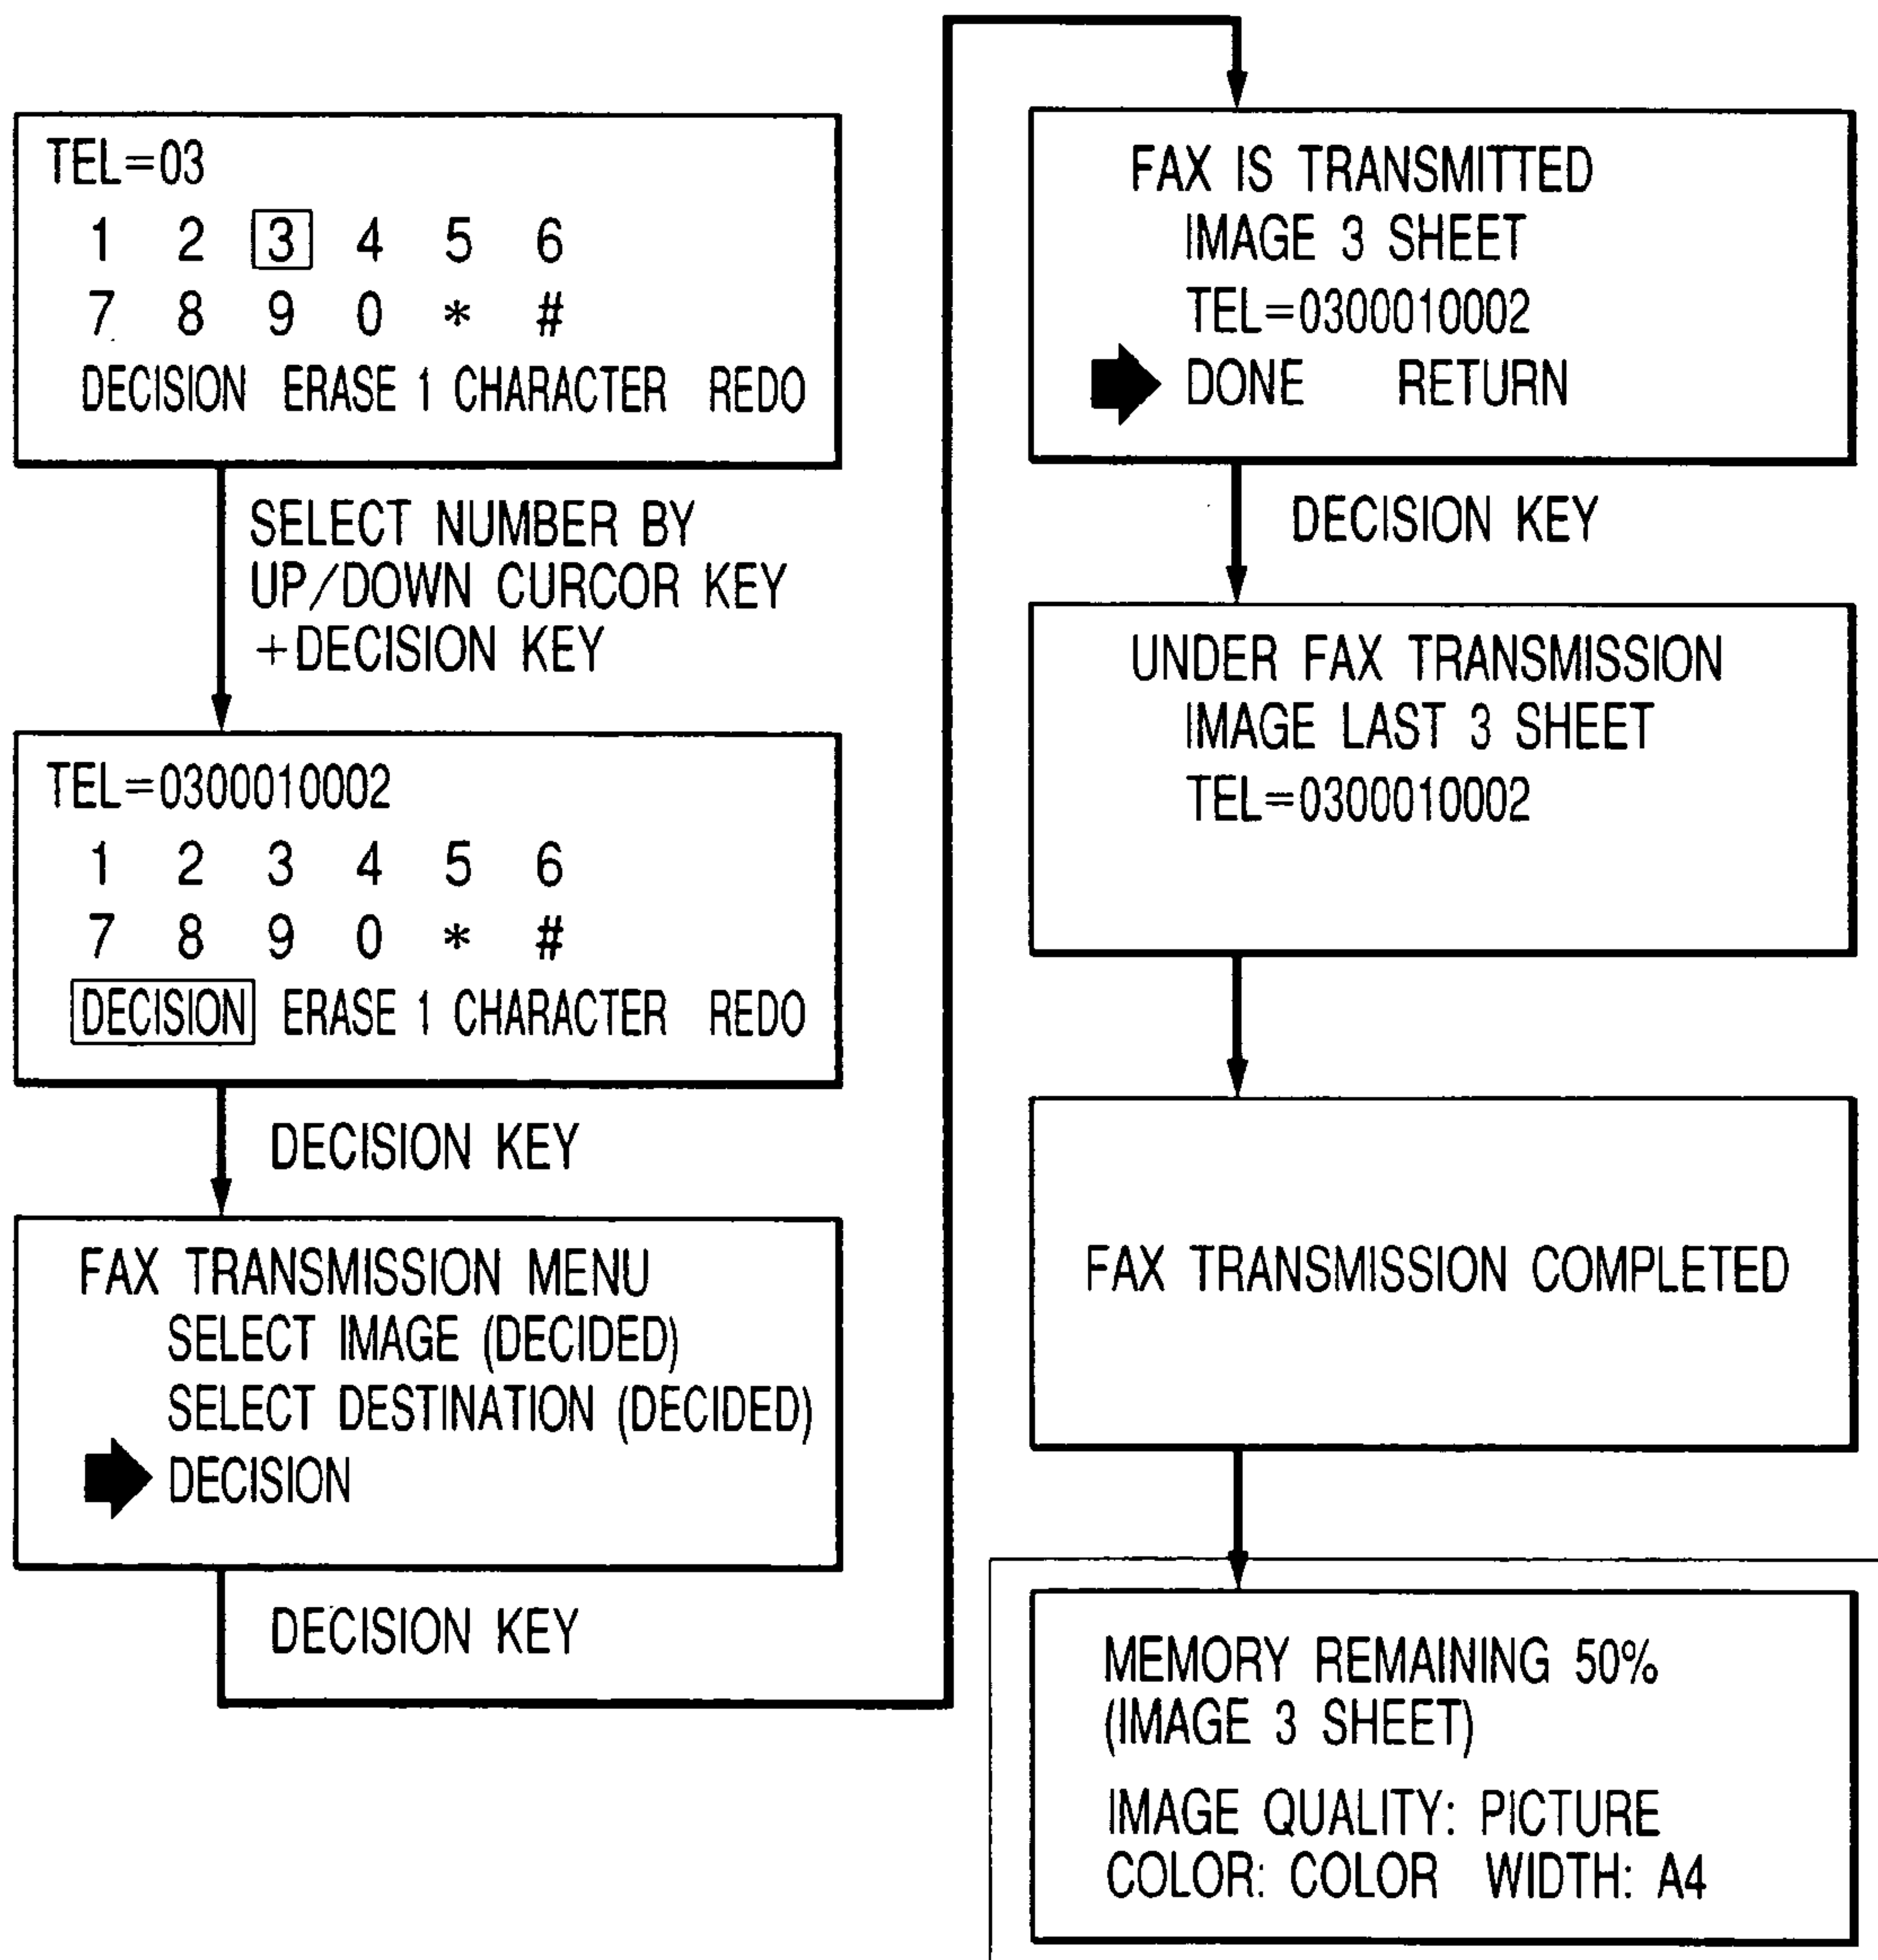 TEL=03
1 2 3 4 5 6
7 8 9 0 * #
DECISION ERASE 1 CHARACTER REDO
SELECT NUMBER BY
UP/DOWN CURCOR KEY
+DECISION KEY
TEL=0300010002
1 2 3 4 5 6
7 8 9 0 * #
DECISION ERASE 1 CHARACTER REDO
DECISION KEY
FAX TRANSMISSION MENU
SELECT IMAGE (DECIDED)
SELECT DESTINATION (DECIDED)
DECISION
DECISION KEY
FAX IS TRANSMITTED
IMAGE 3 SHEET
TEL=0300010002
DONE RETURN
DECISION KEY
UNDER FAX TRANSMISSION
IMAGE LAST 3 SHEET
TEL=0300010002
FAX TRANSMISSION COMPLETED
MEMORY REMAINING 50%
(IMAGE 3 SHEET)
IMAGE QUALITY: PICTURE
COLOR: COLOR WIDTH: A4